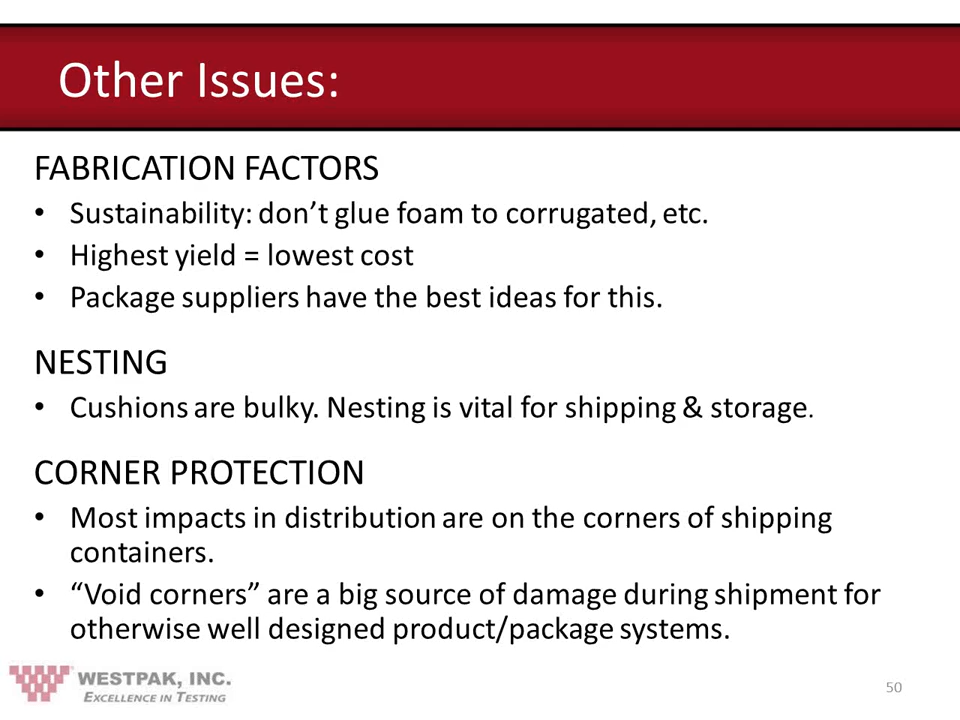 Other Issues:
FABRICATION FACTORS
• Sustainability: don’t glue foam to corrugated, etc.
• Highest yield = lowest cost
• Package suppliers have the best ideas for this.
NESTING
• Cushions are bulky. Nesting is vital for shipping & storage.
CORNER PROTECTION
• Most impacts in distribution are on the corners of shipping
containers.
• “Void corners” are a big source of damage during shipment for
otherwise well designed product/package systems.
WESTPAK, INC.
EXCELLENCE IN TESTING
50